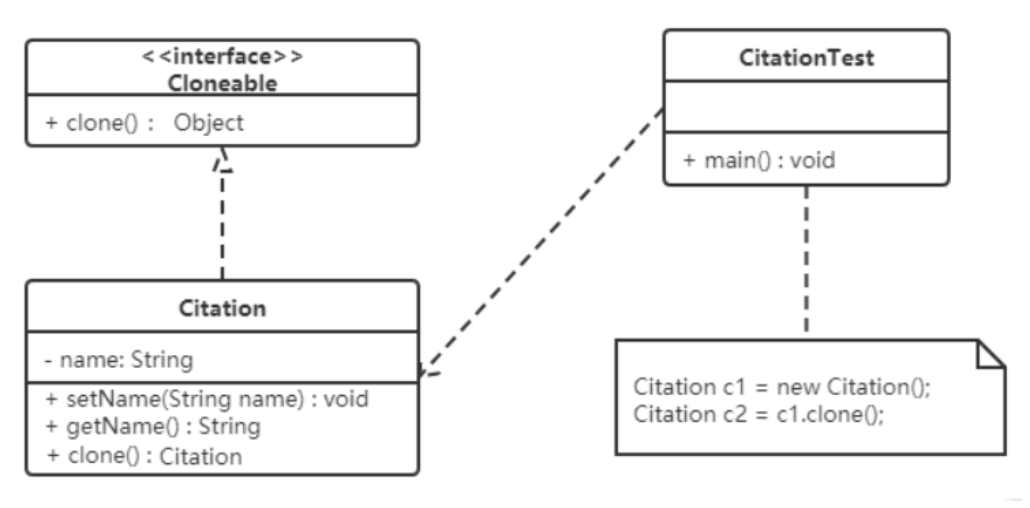 <<interface>>
Cloneable
+ clone() : Object
CitationTest
+ main() : void
Citation
- name: String
+ setName(String name) : void
+ getName() : String
+ clone() : Citation
Citation c1 = new Citation();
Citation c2 = c1.clone();